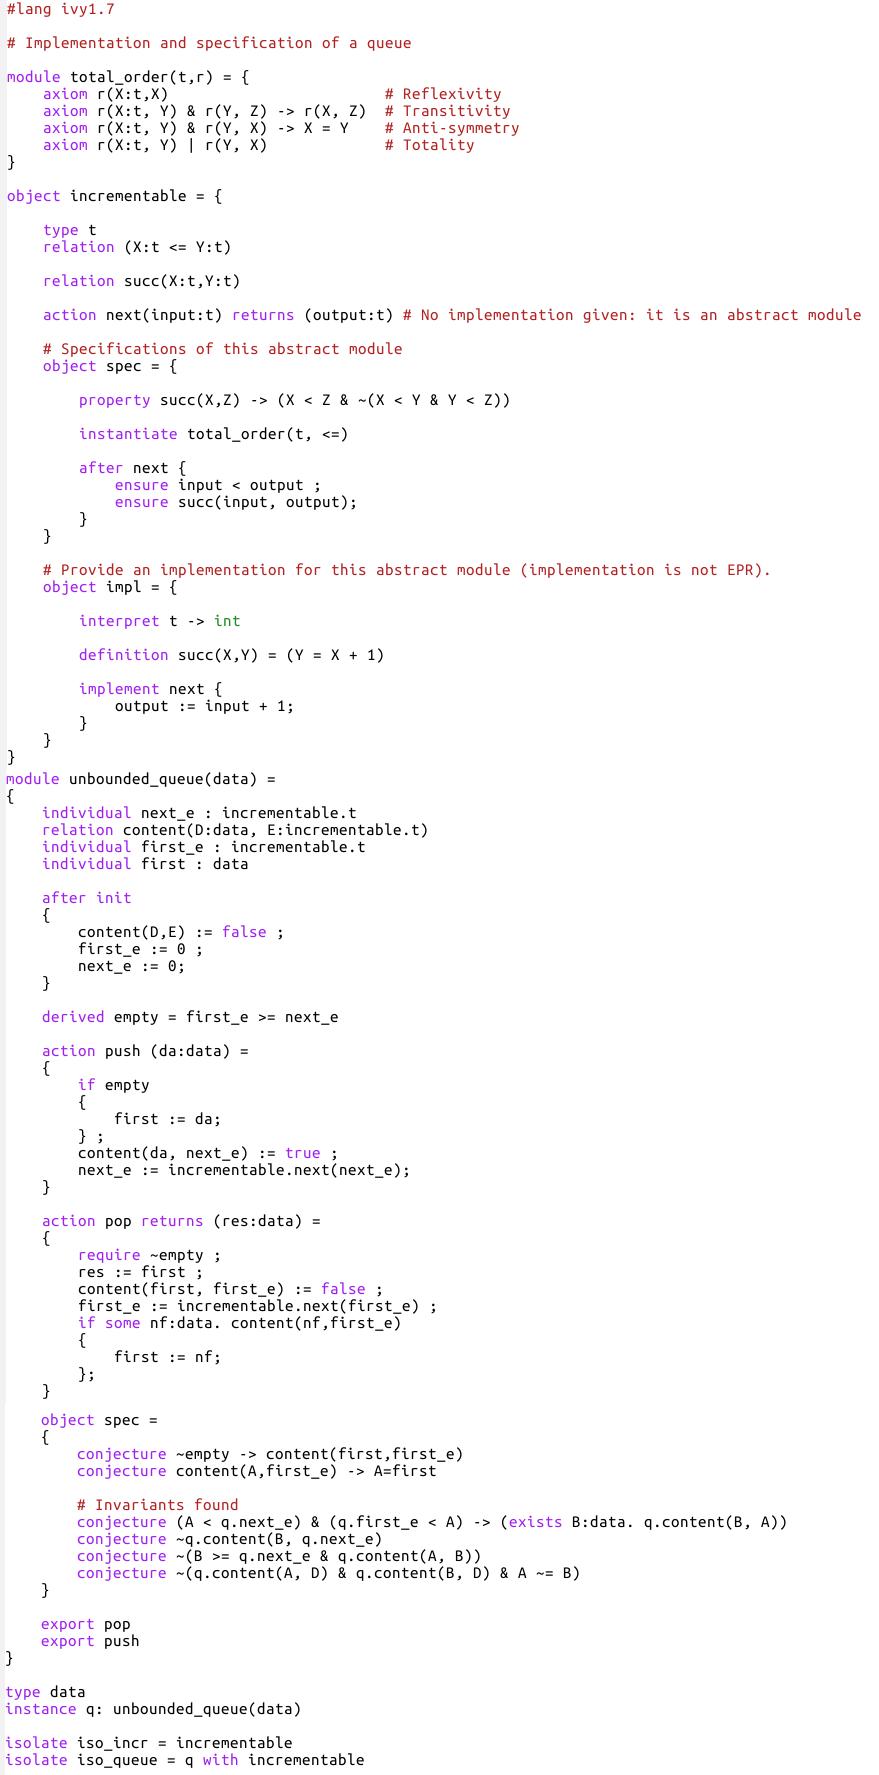 #lang ivy1.7
# Implementation and specification of a queue
module total_order(t,r) = {
    axiom r(X:t,X)                        # Reflexivity
    axiom r(X:t, Y) & r(Y, Z) -> r(X, Z)  # Transitivity
    axiom r(X:t, Y) & r(Y, X) -> X = Y    # Anti-symmetry
    axiom r(X:t, Y) | r(Y, X)             # Totality
}
object incrementable = {
    type t
    relation (X:t <= Y:t)
    relation succ(X:t,Y:t)
    action next(input:t) returns (output:t) # No implementation given: it is an abstract module
    # Specifications of this abstract module
    object spec = {
        property succ(X,Z) -> (X < Z & ~(X < Y & Y < Z))
        instantiate total_order(t, <=)
        after next {
            ensure input < output ;
            ensure succ(input, output);
        }
    }
    # Provide an implementation for this abstract module (implementation is not EPR).
    object impl = {
        interpret t -> int
        definition succ(X,Y) = (Y = X + 1)
        implement next {
            output := input + 1;
        }
    }
}
module unbounded_queue(data) =
{
    individual next_e : incrementable.t
    relation content(D:data, E:incrementable.t)
    individual first_e : incrementable.t
    individual first : data
    after init
    {
        content(D,E) := false ;
        first_e := 0 ;
        next_e := 0;
    }
    derived empty = first_e >= next_e
    action push (da:data) =
    {
        if empty
        {
            first := da;
        } ;
        content(da, next_e) := true ;
        next_e := incrementable.next(next_e);
    }
    action pop returns (res:data) =
    {
        require ~empty ;
        res := first ;
        content(first, first_e) := false ;
        first_e := incrementable.next(first_e) ;
        if some nf:data. content(nf,first_e)
        {
            first := nf;
        };
    }
    object spec =
    {
        conjecture ~empty -> content(first,first_e)
        conjecture content(A,first_e) -> A=first
        # Invariants found
        conjecture (A < q.next_e) & (q.first_e < A) -> (exists B:data. q.content(B, A))
        conjecture ~q.content(B, q.next_e)
        conjecture ~(B >= q.next_e & q.content(A, B))
        conjecture ~(q.content(A, D) & q.content(B, D) & A ~= B)
    }
    export pop
    export push
}
type data
instance q: unbounded_queue(data)
isolate iso_incr = incrementable
isolate iso_queue = q with incrementable